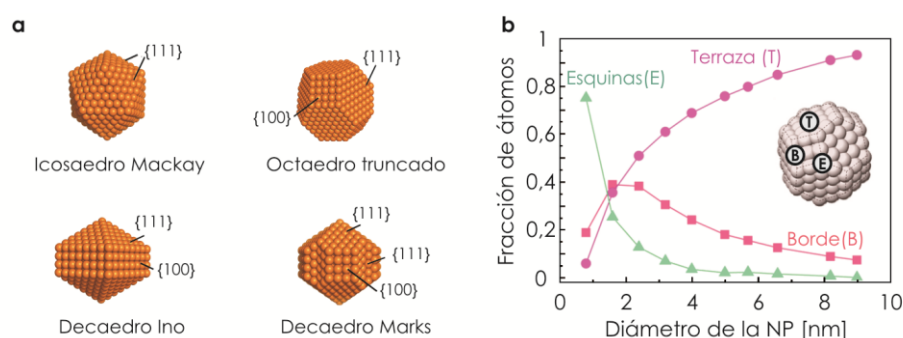 a
{111}
Icosaedro Mackay
{111}
{100}
Octaedro truncado
{111}
{100}
Decaedro Ino
{111}
{111}
{100}
Decaedro Marks
b
Fracción de átomos
1
0.8
0.6
0.4
0.2
0
Terraza (T)
Esquinas(E)
T
B
E
Borde(B)
0
2
4
6
8
10
Diámetro de la NP [nm]